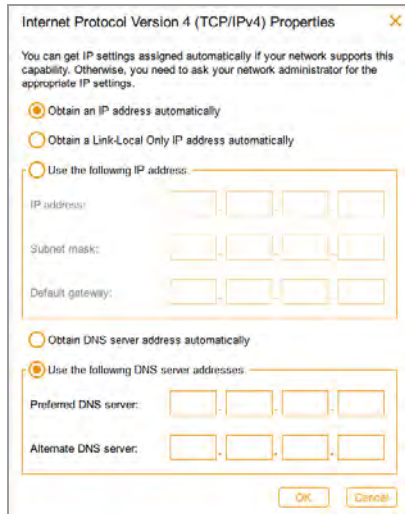 Internet Protocol Version 4 (TCP/IPv4) Properties
You can get IP settings assigned automatically if your network supports this
capability. Otherwise, you need to ask your network administrator for the
appropriate IP settings.
Obtain an IP address automatically
Obtain a Link-Local Only IP address automatically
Use the following IP address
IP address:
Subnet mask:
Default gateway:
Obtain DNS server address automatically
Use the following DNS server addresses
Preferred DNS server:
Alternate DNS server:
OK Cancel